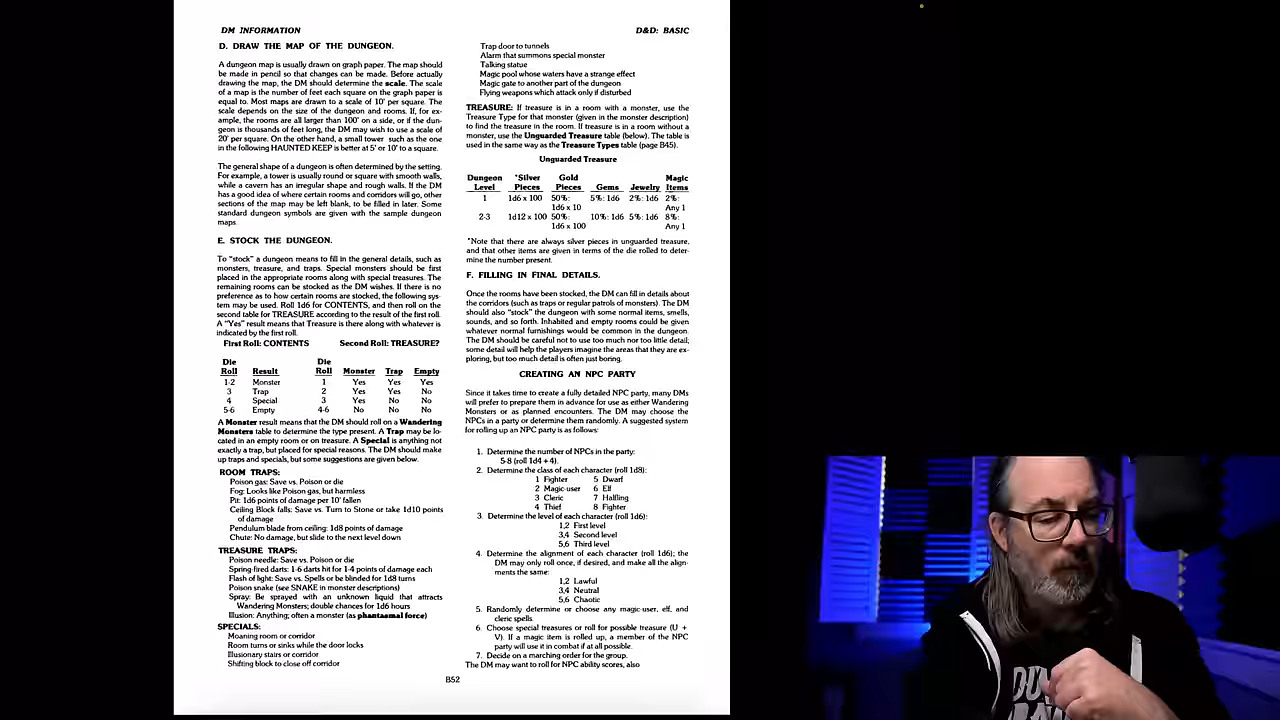 DM INFORMATION
D&D: BASIC
D. DRAW THE MAP OF THE DUNGEON.
A dungeon map is usually drawn on graph paper. The map should
be made in pencil so that changes can be made. Before actually
drawing the map, the DM should determine the scale. The scale
of a map is the number of feet each square on the graph paper is
equal to. Most maps are drawn to a scale of 10' per square. The
scale depends on the size of the dungeon and rooms. If, for ex-
ample, the rooms are all larger than 100' on a side, or if the dun-
geon is thousands of feet long, the DM may wish to use a scale of
20' per square. On the other hand, a small tower such as the one
in the following HAUNTED KEEP is better at 5' or 10' to a square.
The general shape of a dungeon is often determined by the setting.
For example, a tower is usually round or square with smooth walls,
while a cavern has an irregular shape and rough walls. If the DM
has a good idea of where certain rooms and corridors will go, other
sections of the map may be left blank, to be filled in later. Some
standard dungeon symbols are given with the sample dungeon
maps.
E. STOCK THE DUNGEON.
To "stock" a dungeon means to fill in the general details, such as
monsters, treasure, and traps. Special monsters should be first
placed in the appropriate rooms along with special treasures. The
remaining rooms can be stocked as the DM wishes. If there is no
preference as to how certain rooms are stocked, the following sys-
tem may be used. Roll 1d6 for CONTENTS, and then roll on the
second table for TREASURE according to the result of the first roll.
A "Yes" result means that Treasure is there along with whatever is
indicated by the first roll.
First Roll: CONTENTS Second Roll: TREASURE?
Die Die
Roll Result Roll Monster Trap Empty
1-2 Monster 1 Yes Yes Yes
3 Trap 2 Yes Yes No
4 Special 3 Yes No No
5-6 Empty 4-6 No No No
A Monster result means that the DM should roll on a Wandering
Monsters table to determine the type present. A Trap may be lo-
cated in an empty room or on treasure. A Special is anything not
exactly a trap, but placed for special reasons. The DM should make
up traps and specials, but some suggestions are given below.
ROOM TRAPS:
Poison gas: Save vs. Poison or die
Fog: Looks like Poison gas, but harmless
Pit: 1d6 points of damage per 10' fallen
Ceiling Block falls: Save vs. Turn to Stone or take 1d10 points
of damage
Pendulum blade from ceiling: 1d8 points of damage
Chute: No damage, but slide to the next level down
TREASURE TRAPS:
Poison needle: Save vs. Poison or die
Spring-fired darts: 1-6 darts hit for 1-4 points of damage each
Flash of light: Save vs. Spells or be blinded for 1d8 turns
Poison snake (see SNAKE in monster descriptions)
Spray: Be sprayed with an unknown liquid that attracts
Wandering Monsters; double chances for 1d6 hours
Illusion: Anything; often a monster (as phantasmal force)
SPECIALS:
Moaning room or corridor
Room turns or sinks while the door locks
Illusionary stairs or corridor
Shifting block to close off corridor
Trap door to tunnels
Alarm that summons special monster
Talking statue
Magic pool whose waters have a strange effect
Magic gate to another part of the dungeon
Flying weapons which attack only if disturbed
TREASURE: If treasure is in a room with a monster, use the
Treasure Type for that monster (given in the monster description)
to find the treasure in the room. If treasure is in a room without a
monster, use the Unguarded Treasure table (below). The table is
used in the same way as the Treasure Types table (page B45).
Unguarded Treasure
Dungeon *Silver Gold Magic
Level Pieces Pieces Gems Jewelry Items
1 1d6 x 100 50%: 5%: 1d6 2%: 1d6 2%:
1d6 x 10 Any 1
2-3 1d12 x 100 50%: 10%: 1d6 5%: 1d6 8%:
1d6 x 100 Any 1
*Note that there are always silver pieces in unguarded treasure,
and that other items are given in terms of the die rolled to deter-
mine the number present.
F. FILLING IN FINAL DETAILS.
Once the rooms have been stocked, the DM can fill in details about
the corridors (such as traps or regular patrols of monsters). The DM
should also "stock" the dungeon with some normal items, smells,
sounds, and so forth. Inhabited and empty rooms could be given
whatever normal furnishings would be common in the dungeon.
The DM should be careful not to use too much nor too little detail;
some detail will help the players imagine the areas that they are ex-
ploring, but too much detail is often just boring.
CREATING AN NPC PARTY
Since it takes time to create a fully detailed NPC party, many DMs
will prefer to prepare them in advance for use as either Wandering
Monsters or as planned encounters. The DM may choose the
NPCs in a party or determine them randomly. A suggested system
for rolling up an NPC party is as follows:
1. Determine the number of NPCs in the party:
5-8 (roll 1d4 + 4).
2. Determine the class of each character (roll 1d8):
1 Fighter 5 Dwarf
2 Magic-user 6 Elf
3 Cleric 7 Halfling
4 Thief 8 Fighter
3. Determine the level of each character (roll 1d6):
1,2 First level
3,4 Second level
5,6 Third level
4. Determine the alignment of each character (roll 1d6); the
DM may only roll once, if desired, and make all the align-
ments the same:
1,2 Lawful
3,4 Neutral
5,6 Chaotic
5. Randomly determine or choose any magic-user, elf, and
cleric spells.
6. Choose special treasures or roll for possible treasure (U +
V). If a magic item is rolled up, a member of the NPC
party will use it in combat if at all possible.
7. Decide on a marching order for the group.
The DM may want to roll for NPC ability scores, also
B52